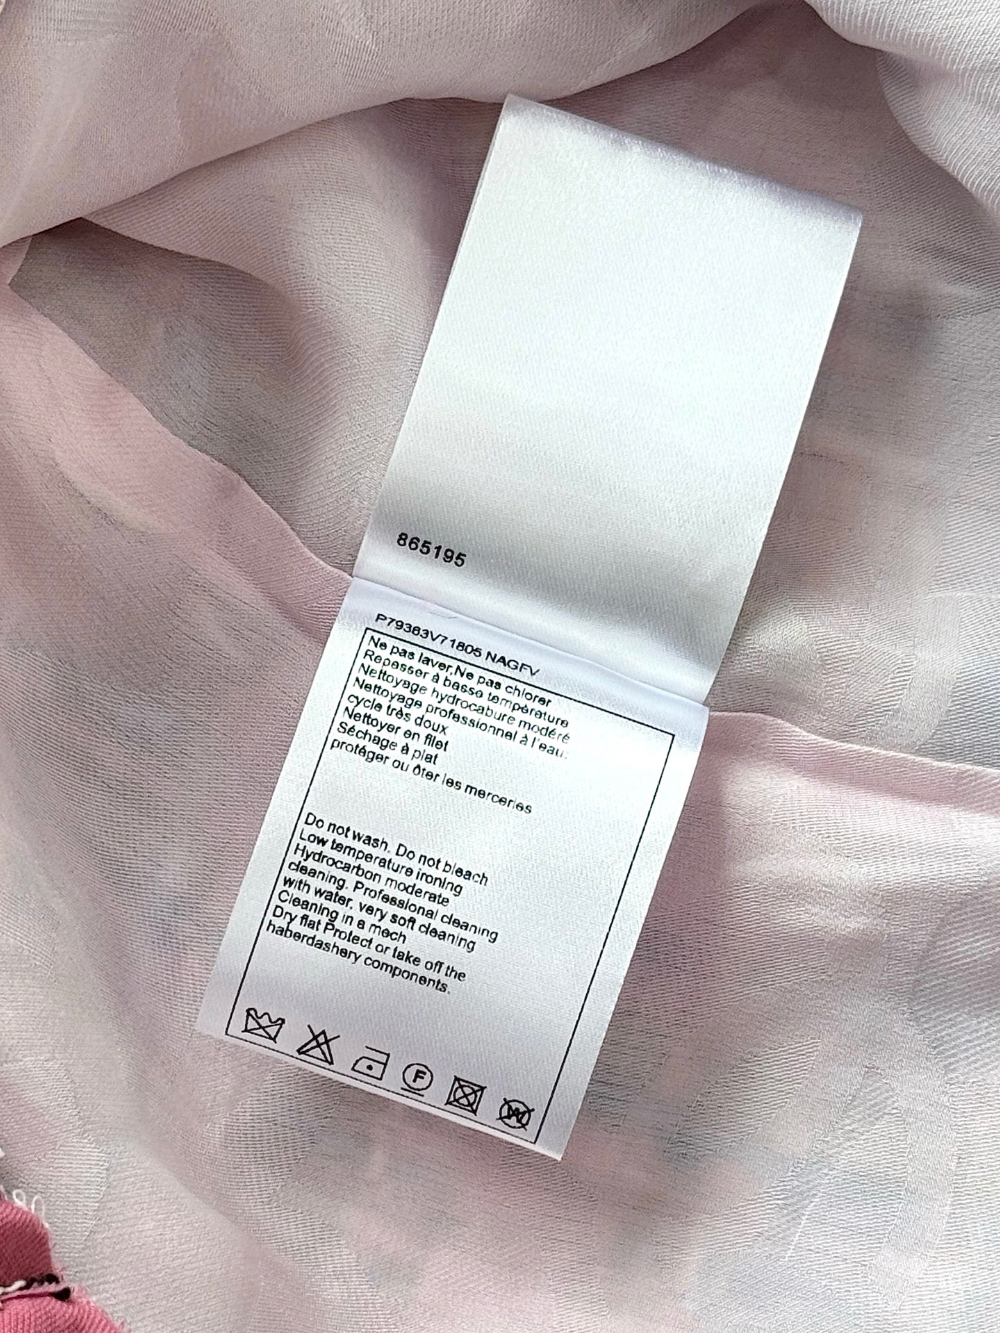 865195
P79383V71805 NAGFV
Ne pas laver.Ne pas chlorer
Repasser à basse température
Nettoyage hydrocabure modéré
Nettoyage professionnel à l'eau:
cycle très doux
Nettoyer en filet
Séchage à plat
protéger ou ôter les merceries
Do not wash. Do not bleach
Low temperature ironing
Hydrocarbon moderate
cleaning. Professional cleaning
with water, very soft cleaning
Cleaning in a mech
Dry flat Protect or take off the
haberdashery components.
F
W